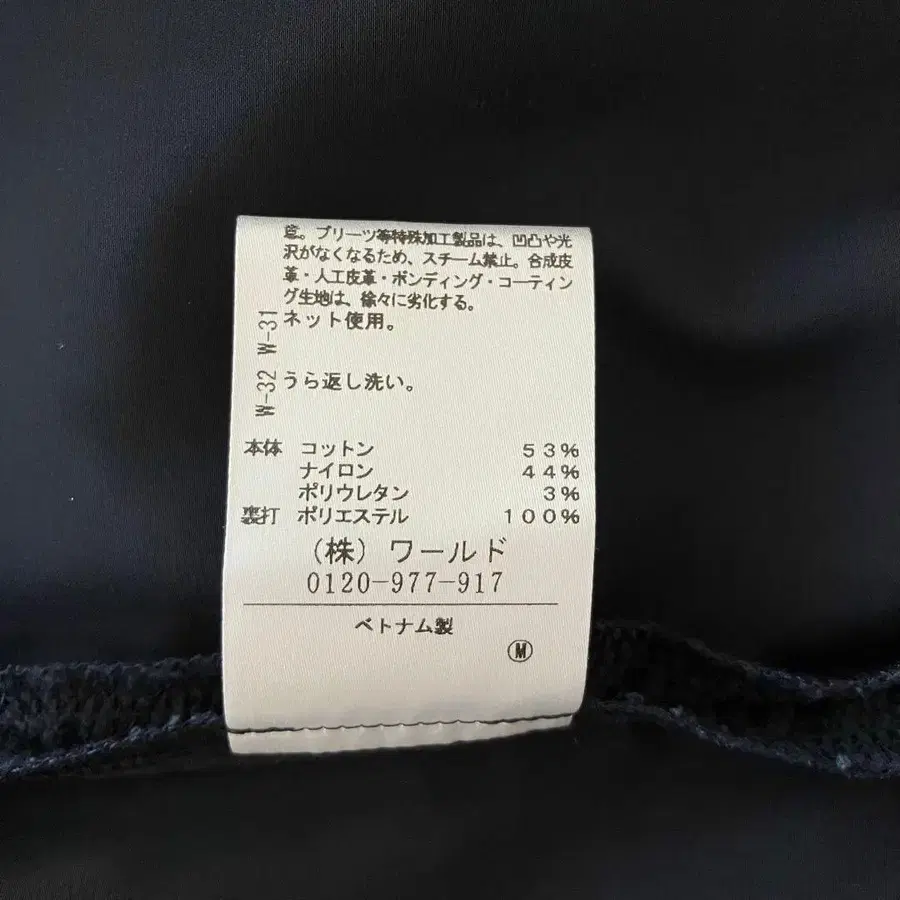 意。プリーツ等特殊加工製品は、凹凸や光
沢がなくなるため、スチーム禁止。合成皮
革・人工皮革・ボンディング・コーティン
グ生地は、徐々に劣化する。
W-31 ネット使用。
W-32 うら返し洗い。
本体 コットン 53%
ナイロン 44%
ポリウレタン 3%
裏打 ポリエステル 100%
(株) ワールド
0120-977-917
ベトナム製
M